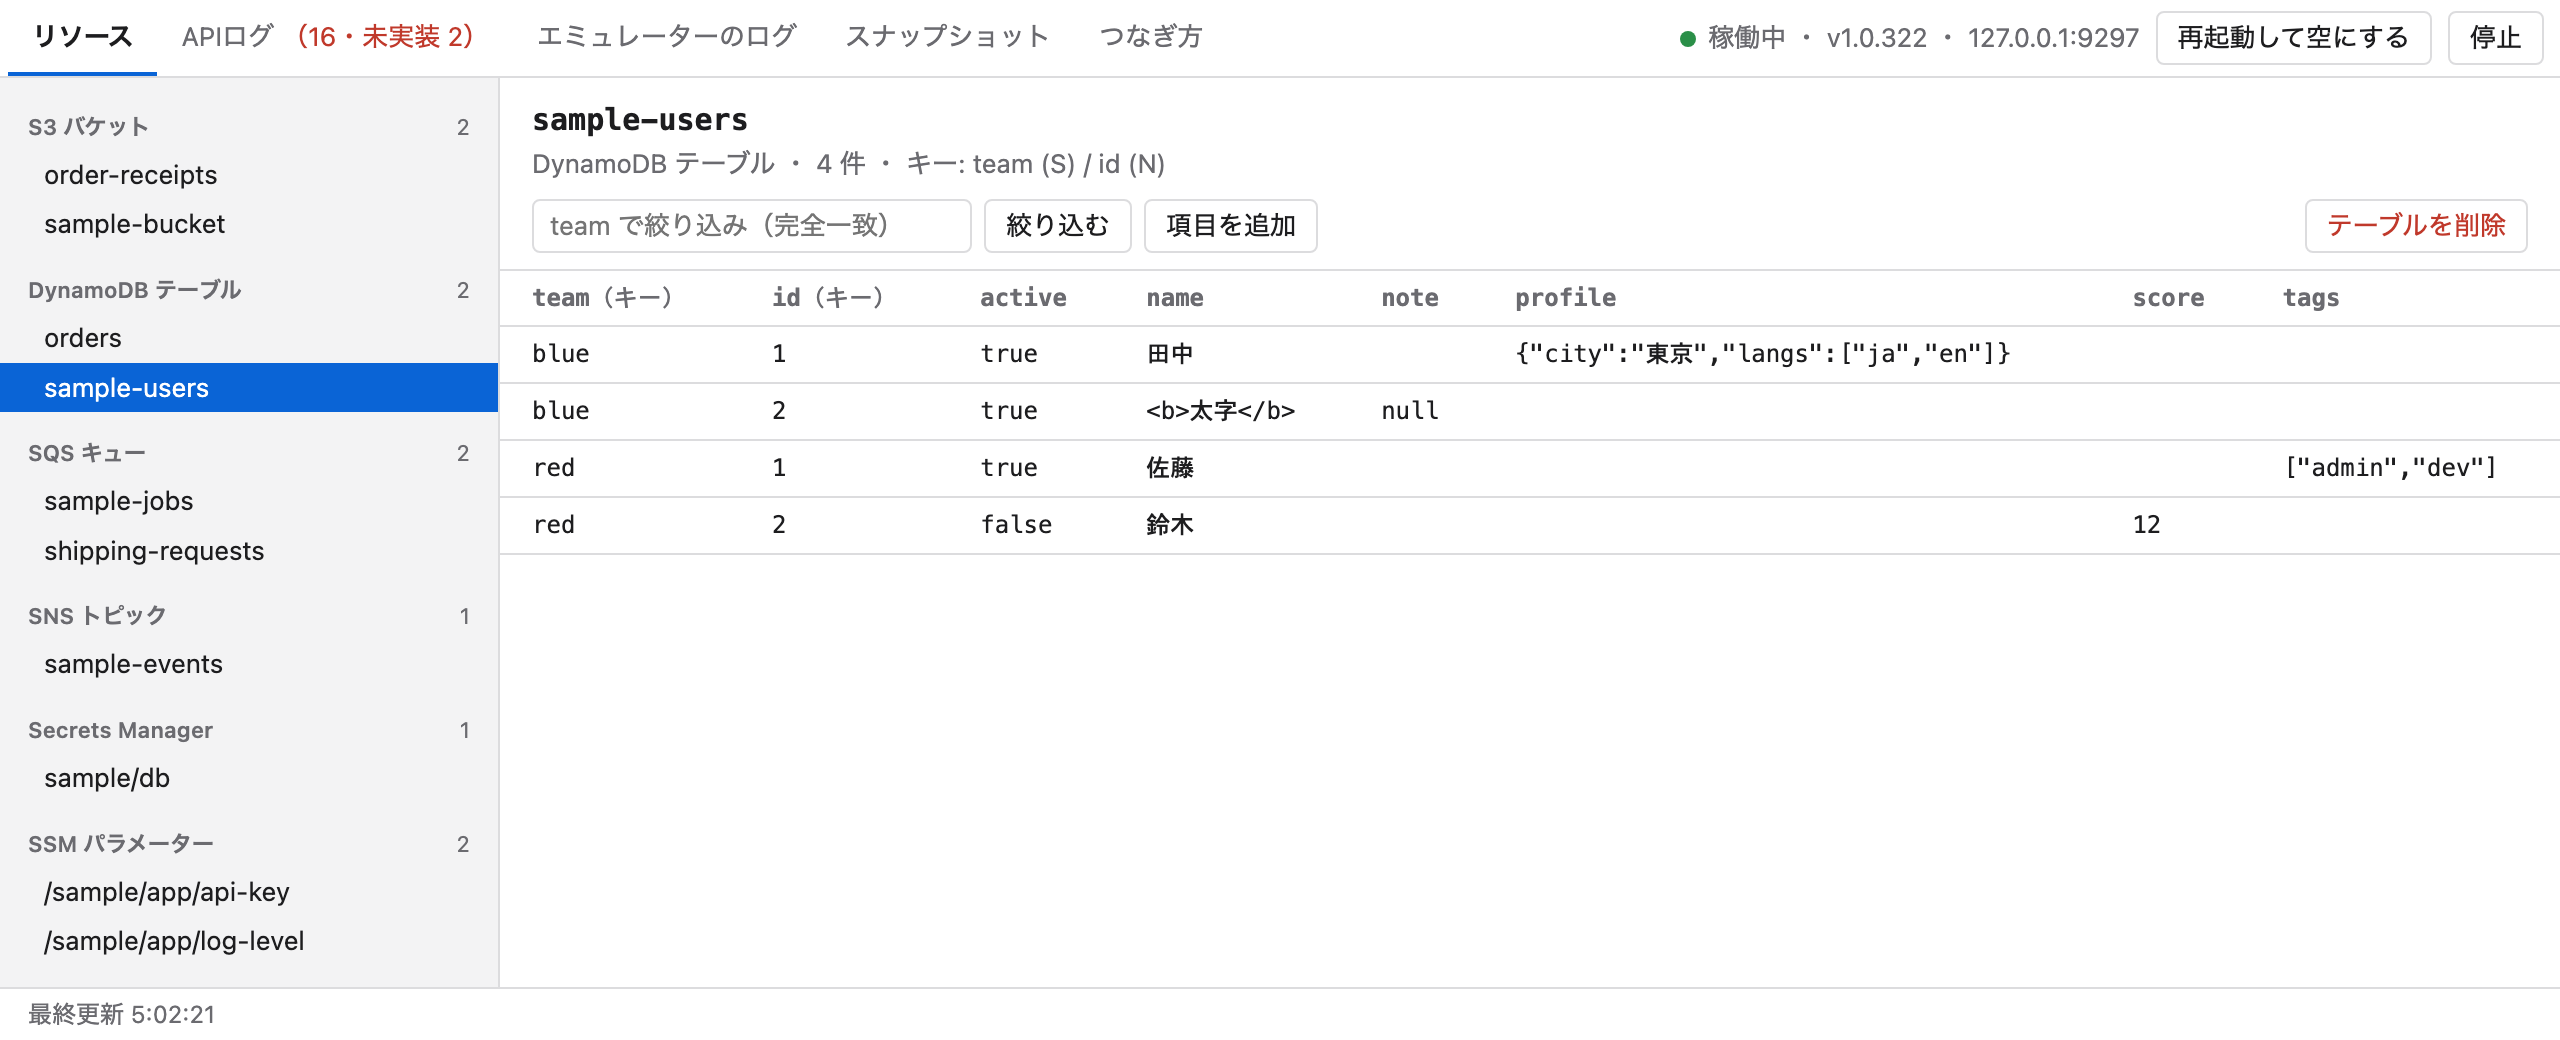 リソース APIログ （16・未実装 2） エミュレーターのログ スナップショット つなぎ方 稼働中 ・ v1.0.322 ・ 127.0.0.1:9297 再起動して空にする 停止
S3 バケット 2
order-receipts
sample-bucket
DynamoDB テーブル 2
orders
sample-users
SQS キュー 2
sample-jobs
shipping-requests
SNS トピック 1
sample-events
Secrets Manager 1
sample/db
SSM パラメーター 2
/sample/app/api-key
/sample/app/log-level
sample-users
DynamoDB テーブル ・ 4 件 ・ キー: team (S) / id (N)
team で絞り込み（完全一致） 絞り込む 項目を追加 テーブルを削除
team（キー） id（キー） active name note profile score tags
blue 1 true 田中 {"city":"東京","langs":["ja","en"]}
blue 2 true <b>太字</b> null
red 1 true 佐藤 ["admin","dev"]
red 2 false 鈴木 12
最終更新 5:02:21